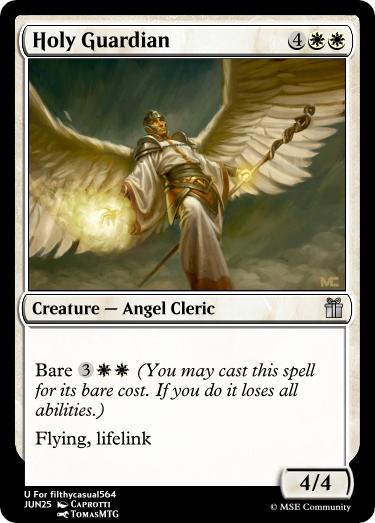 Holy Guardian 4
MC
Creature — Angel Cleric
Bare 3 (You may cast this spell
for its bare cost. If you do it loses all
abilities.)
Flying, lifelink
4/4
U For filthycasual564
JUN25 Caprotti
TomasMTG
© MSE Community